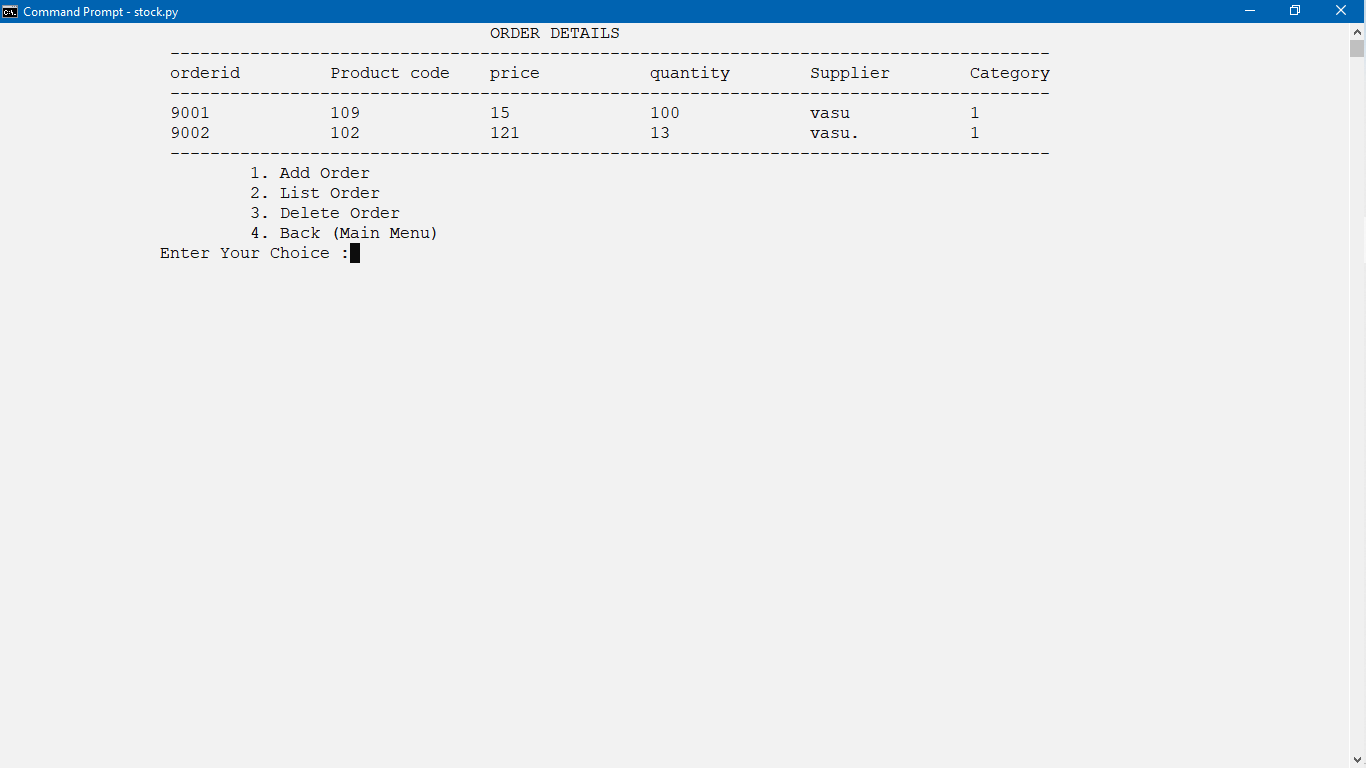 Command Prompt - stock.py
ORDER DETAILS
----------------------------------------------------------------------------------------
orderid Product code price quantity Supplier Category
----------------------------------------------------------------------------------------
9001 109 15 100 vasu 1
9002 102 121 13 vasu. 1
----------------------------------------------------------------------------------------
1. Add Order
2. List Order
3. Delete Order
4. Back (Main Menu)
Enter Your Choice :